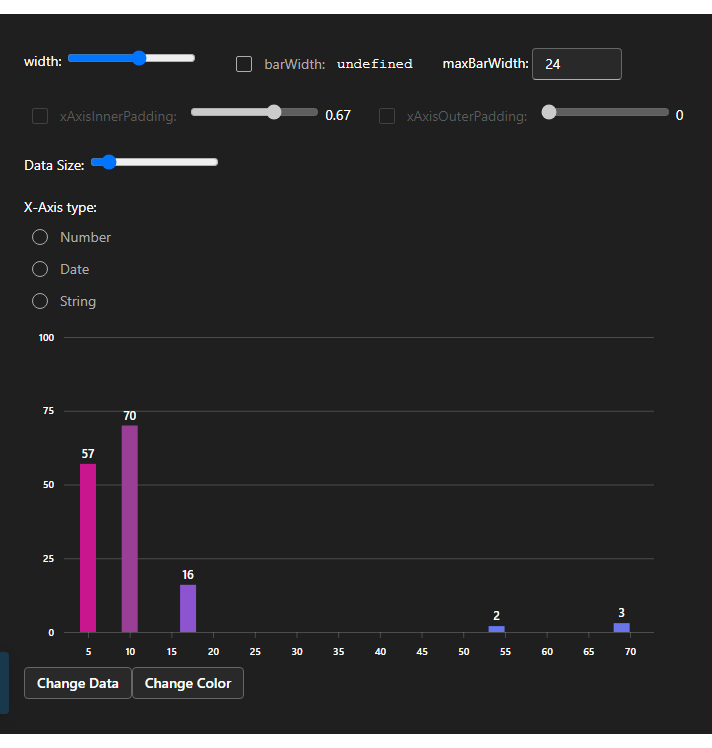 width: barWidth: undefined maxBarWidth: 24
xAxisInnerPadding: 0.67 xAxisOuterPadding: 0
Data Size:
X-Axis type:
Number
Date
String
100
75
70
57
50
25
16
2
3
0
5 10 15 20 25 30 35 40 45 50 55 60 65 70
Change Data Change Color